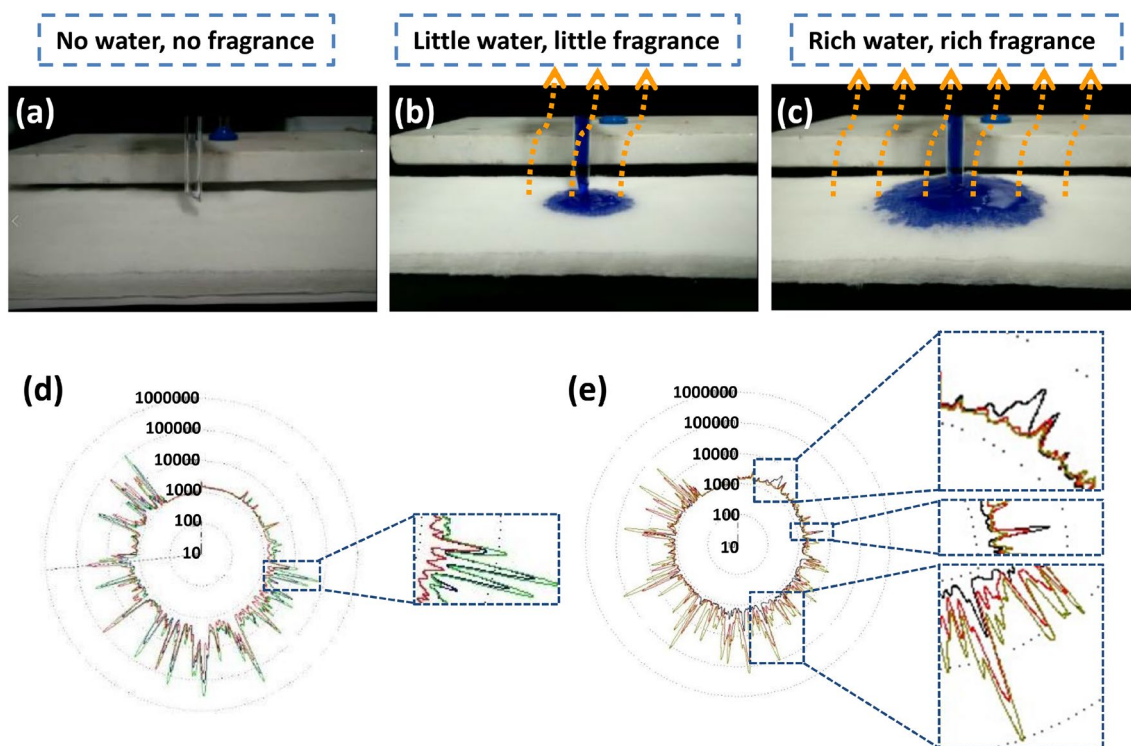 No water, no fragrance
Little water, little fragrance
Rich water, rich fragrance
(a)
(b)
(c)
(d)
1000000
100000
10000
1000
100
10
(e)
1000000
100000
10000
1000
100
10